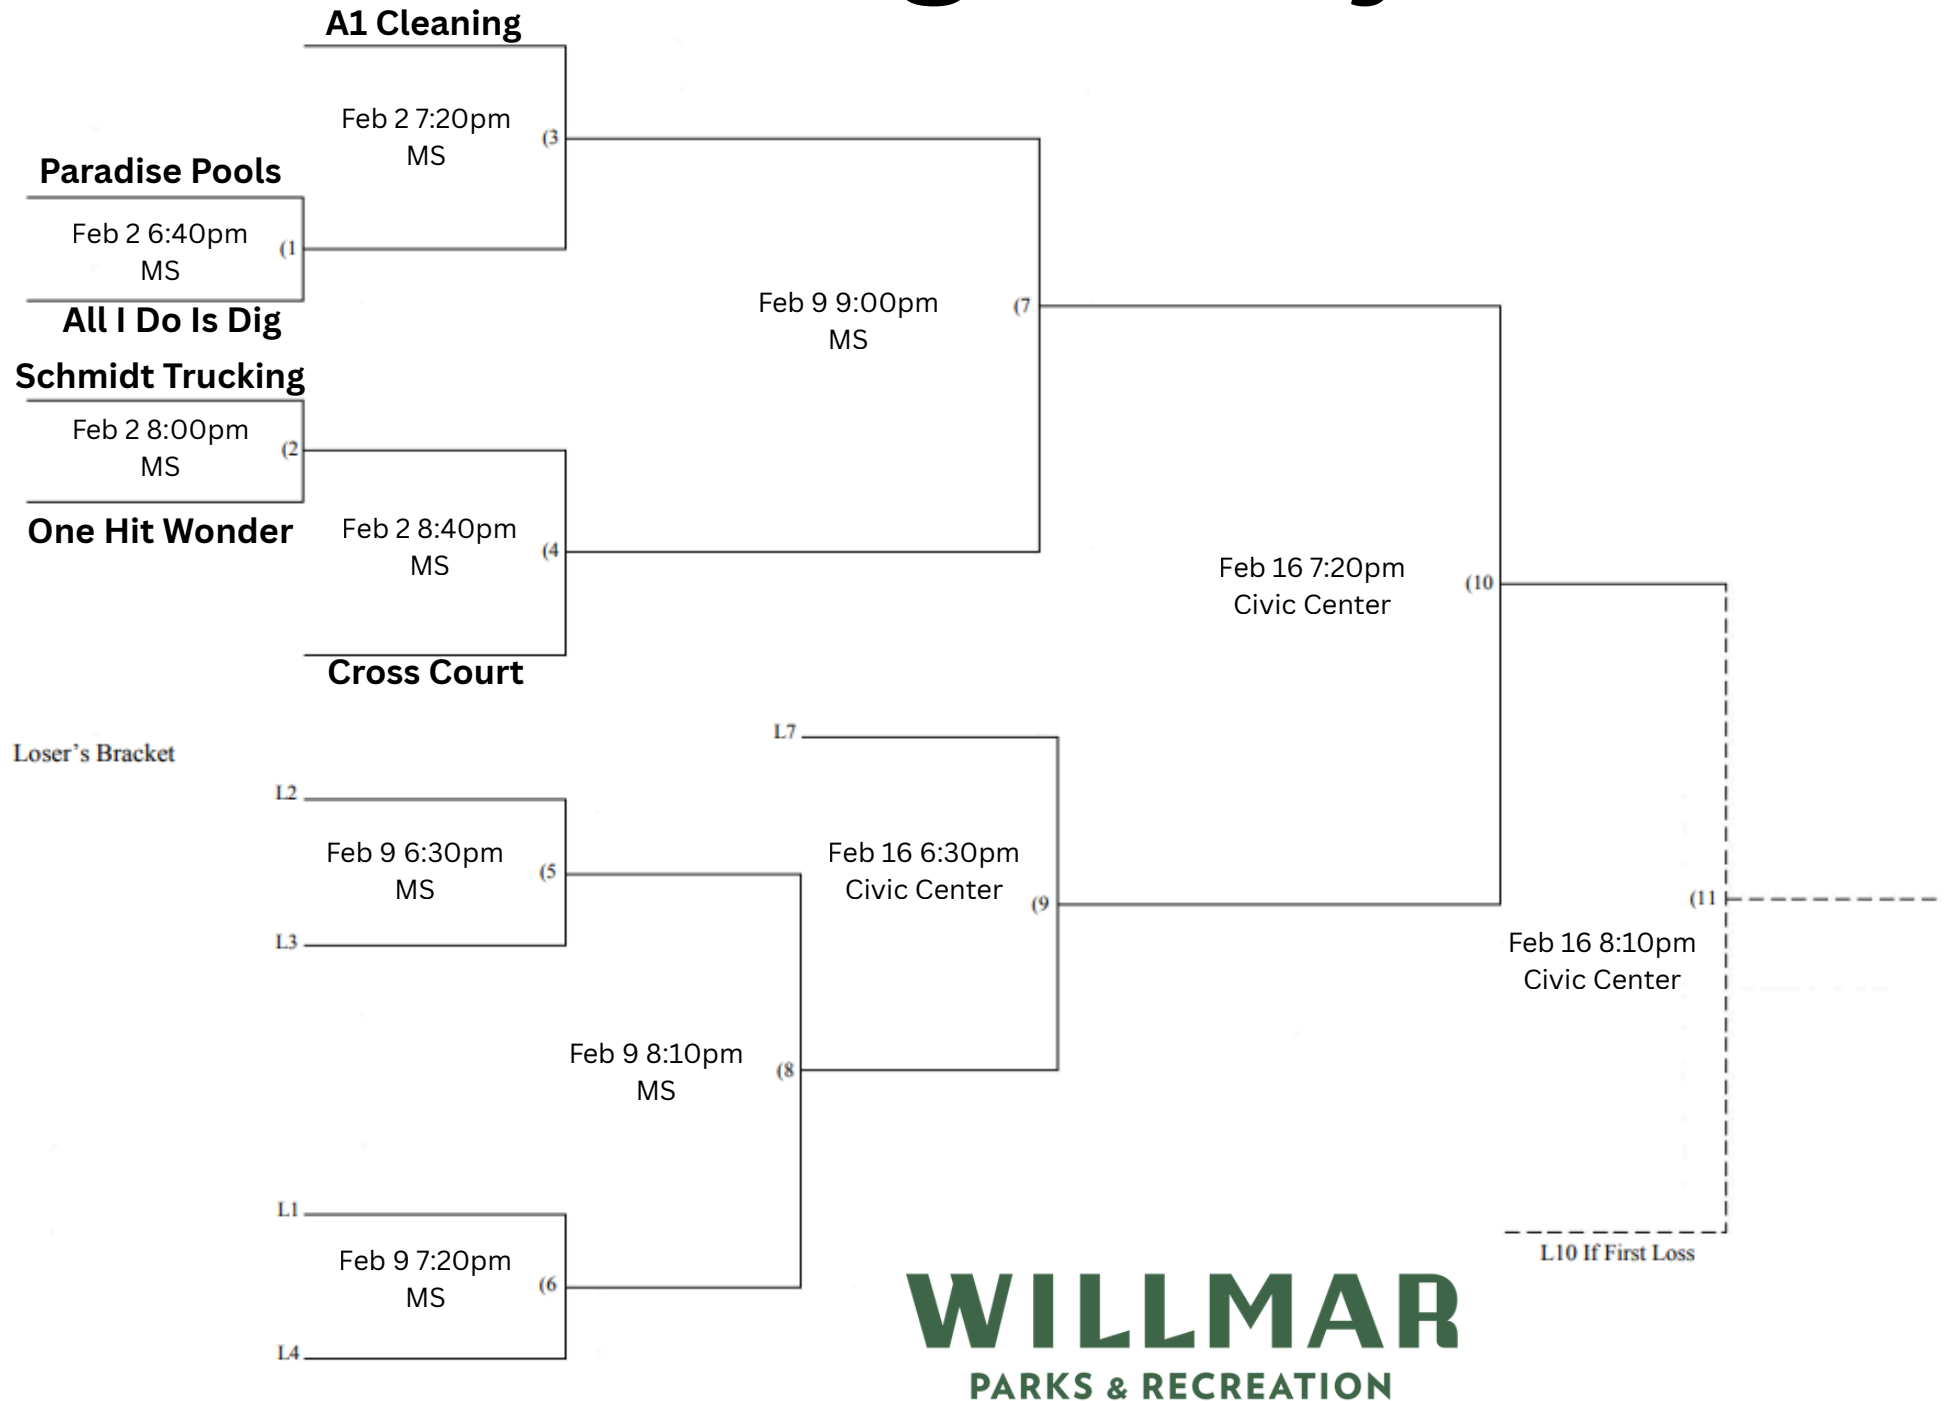 A1 Cleaning
Feb 2 7:20pm
MS
(3
Paradise Pools
Feb 2 6:40pm
MS
(1
All I Do Is Dig
Feb 9 9:00pm
MS
(7
Schmidt Trucking
Feb 2 8:00pm
MS
(2
One Hit Wonder
Feb 2 8:40pm
MS
(4
Feb 16 7:20pm
Civic Center
(10
Cross Court
Loser's Bracket
L7
L2
Feb 9 6:30pm
MS
(5
L3
Feb 16 6:30pm
Civic Center
(9
(11
Feb 16 8:10pm
Civic Center
Feb 9 8:10pm
MS
(8
L1
Feb 9 7:20pm
MS
(6
L4
L10 If First Loss
WILLMAR
PARKS & RECREATION